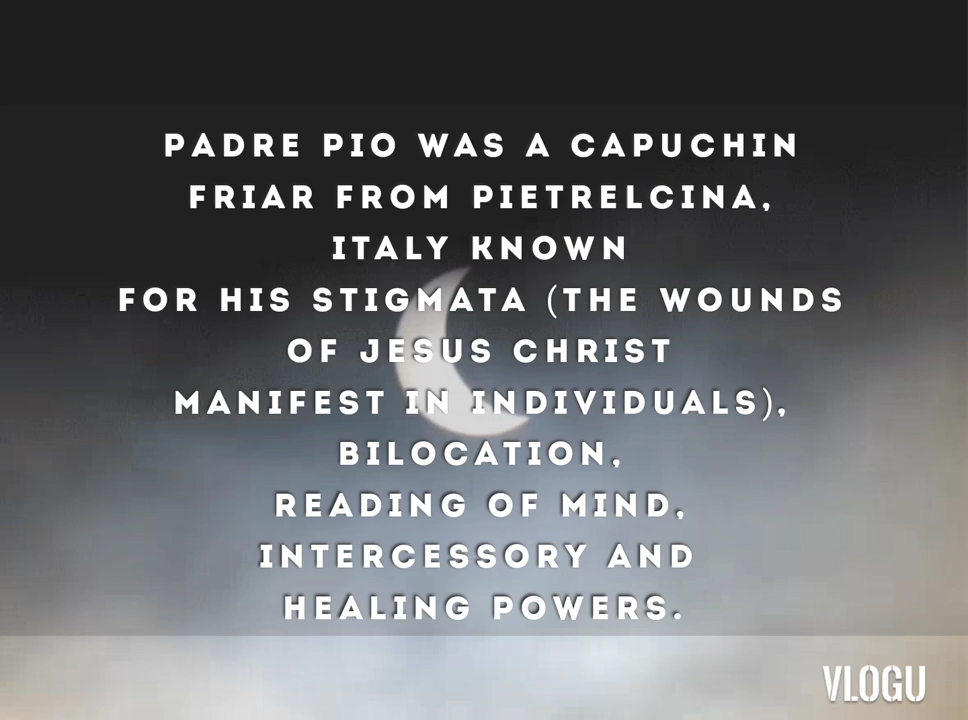 PADRE PIO WAS A CAPUCHIN
FRIAR FROM PIETRELCINA,
ITALY KNOWN
FOR HIS STIGMATA (THE WOUNDS
OF JESUS CHRIST
MANIFEST IN INDIVIDUALS),
BILOCATION,
READING OF MIND,
INTERCESSORY AND
HEALING POWERS.
VLOGU